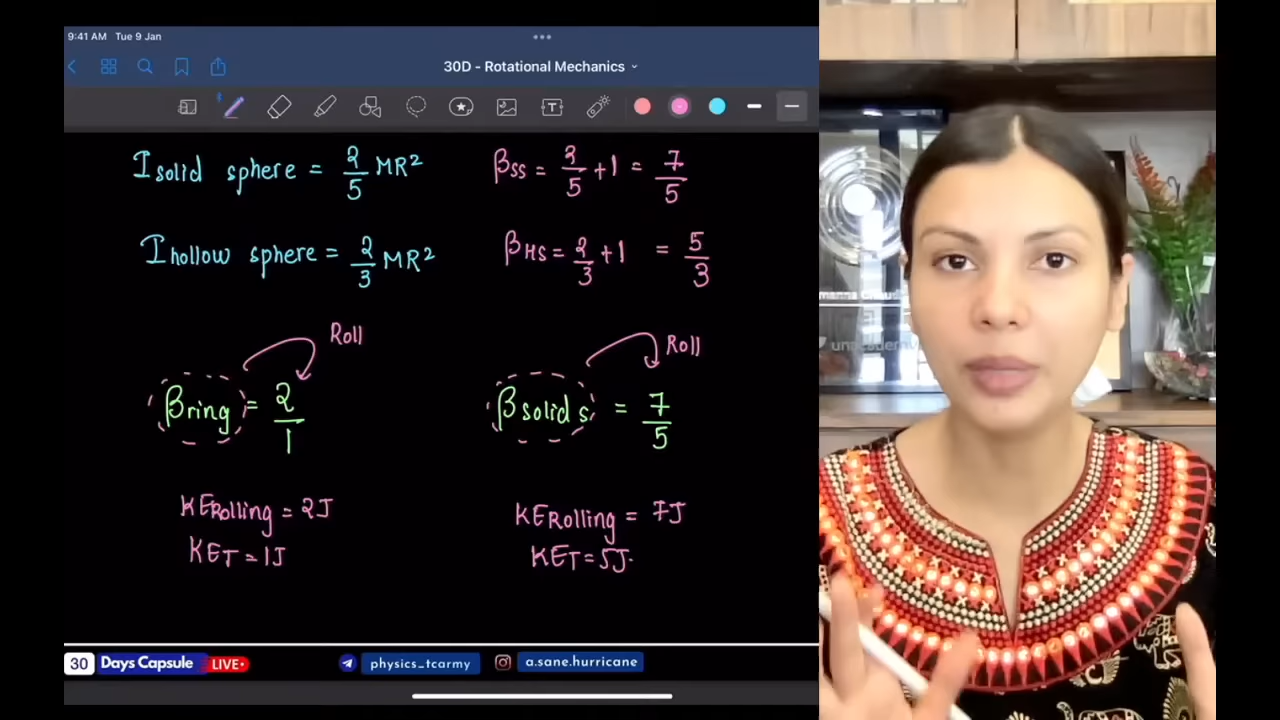 9:41 AM Tue 9 Jan
30D - Rotational Mechanics
I solid sphere = 2/5 MR²
βss = 2/5 + 1 = 7/5
I hollow sphere = 2/3 MR²
βHS = 2/3 + 1 = 5/3
Roll
Roll
βring = 2/1
βsolid s = 7/5
KERolling = 2J
KERolling = 7J
KET = 1J
KET = 5J
30 Days Capsule LIVE
physics_tcarmy
a.sane.hurricane